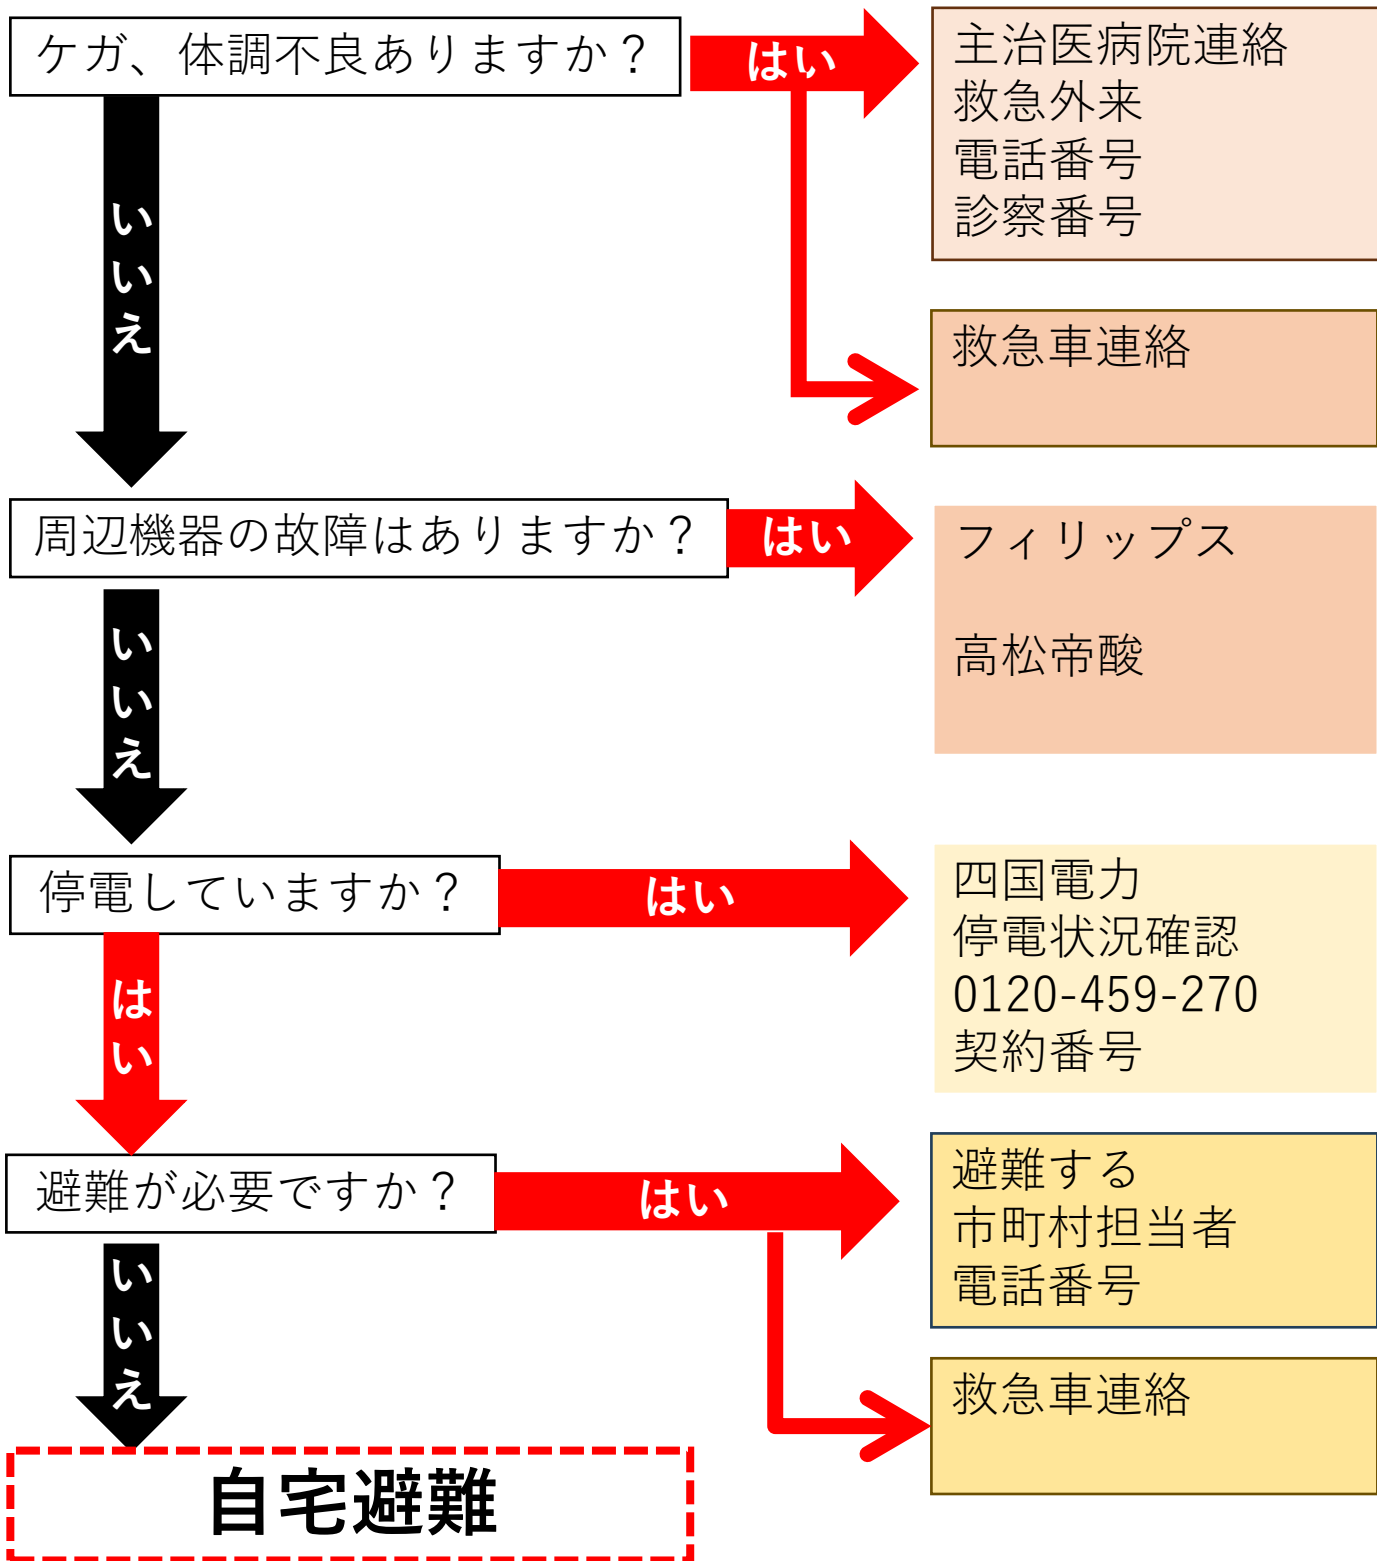 ケガ、体調不良ありますか？
はい
主治医病院連絡
救急外来
電話番号
診察番号
いいえ
救急車連絡
周辺機器の故障はありますか？
はい
フィリップス
高松帝酸
いいえ
停電していますか？
はい
四国電力
停電状況確認
0120-459-270
契約番号
はい
避難が必要ですか？
はい
避難する
市町村担当者
電話番号
いいえ
救急車連絡
自宅避難